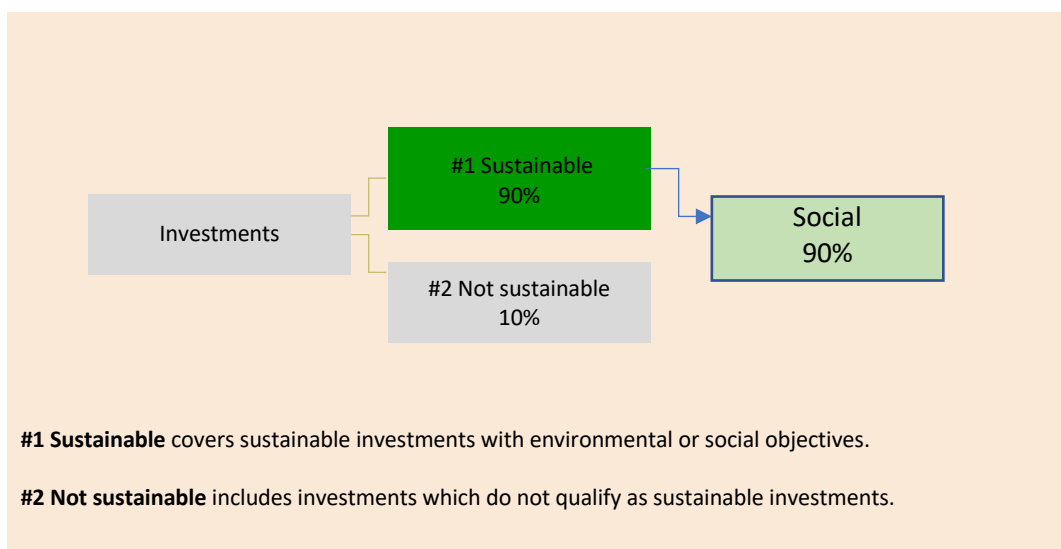 #1 Sustainable
90%
Investments
Social
90%
#2 Not sustainable
10%
#1 Sustainable covers sustainable investments with environmental or social objectives.
#2 Not sustainable includes investments which do not qualify as sustainable investments.